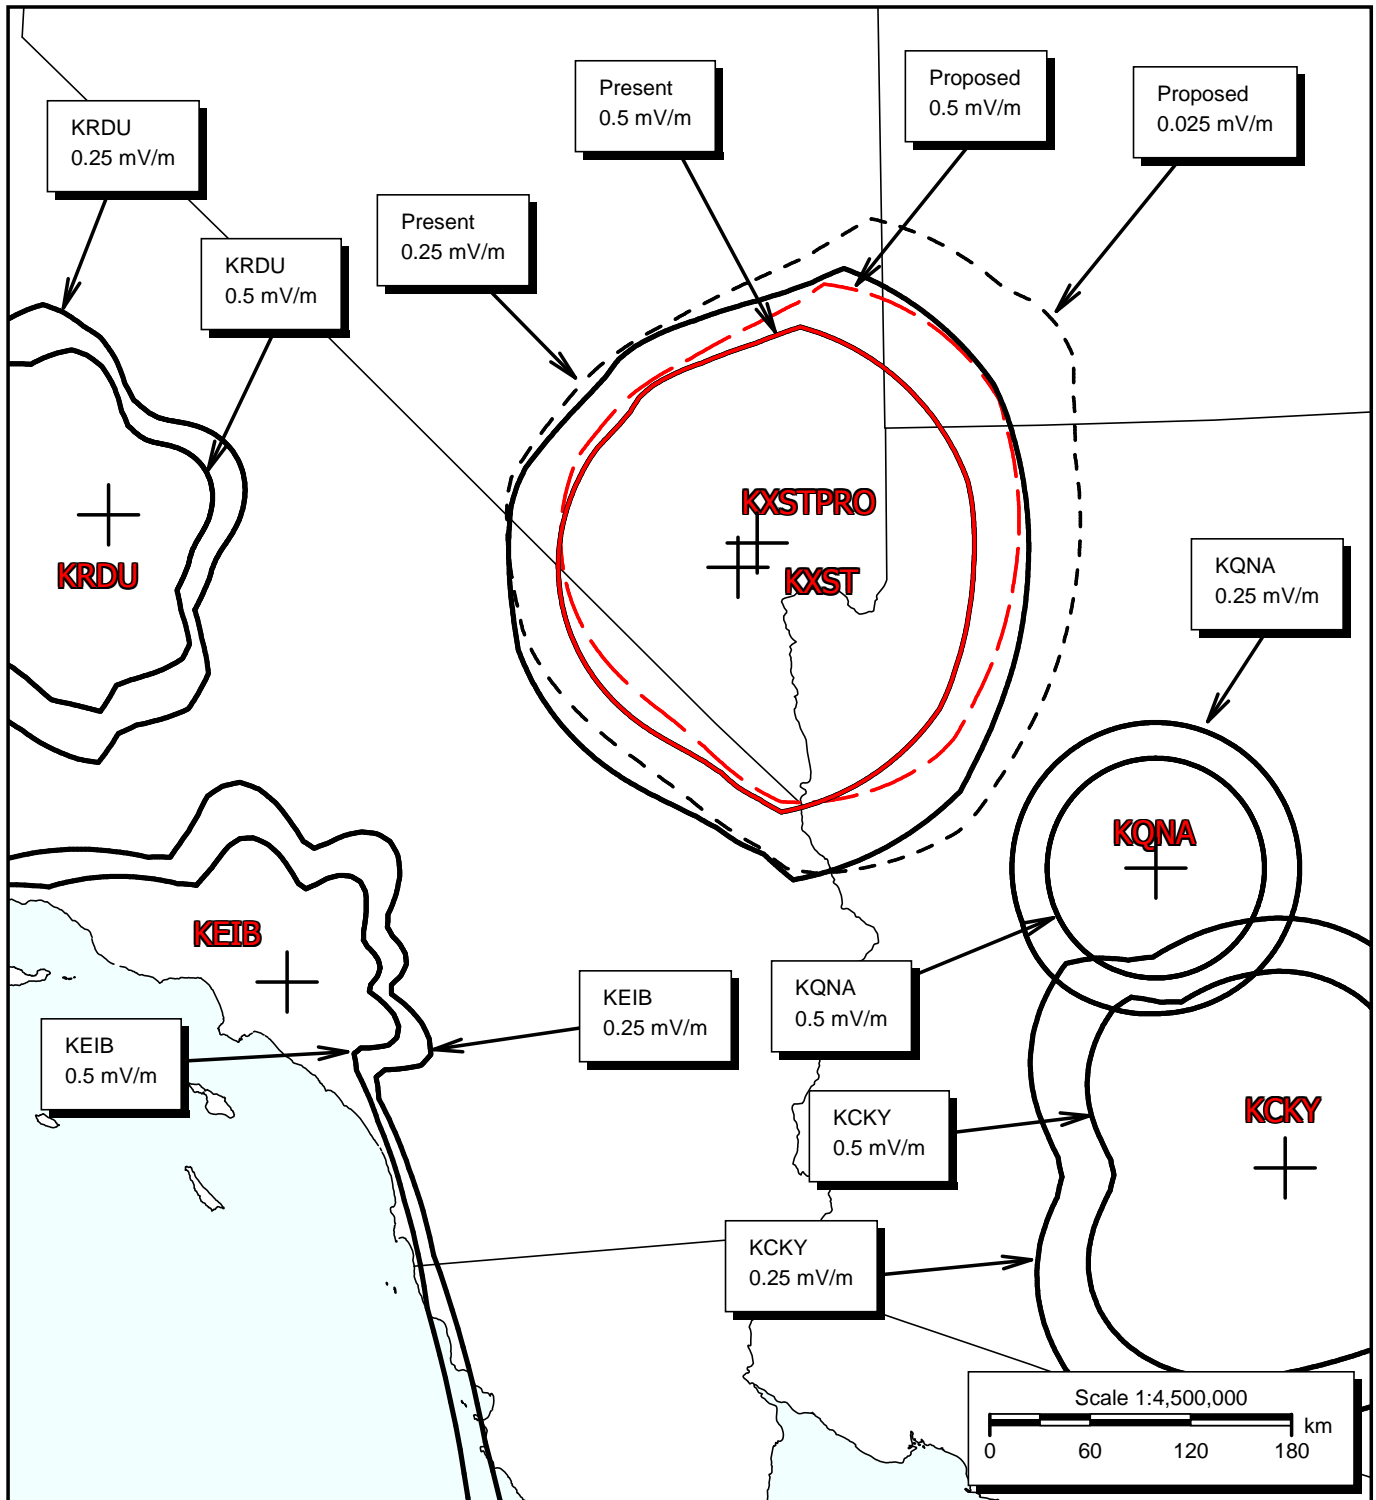 Present
0.5 mV/m
Proposed
0.5 mV/m
Proposed
0.025 mV/m
KRDU
0.25 mV/m
Present
0.25 mV/m
KRDU
0.5 mV/m
KXSTPRO
KXST
KRDU
KQNA
0.25 mV/m
KQNA
KEIB
KQNA
0.5 mV/m
KEIB
0.25 mV/m
KEIB
0.5 mV/m
KCKY
0.5 mV/m
KCKY
KCKY
0.25 mV/m
Scale 1:4,500,000
km
0 60 120 180